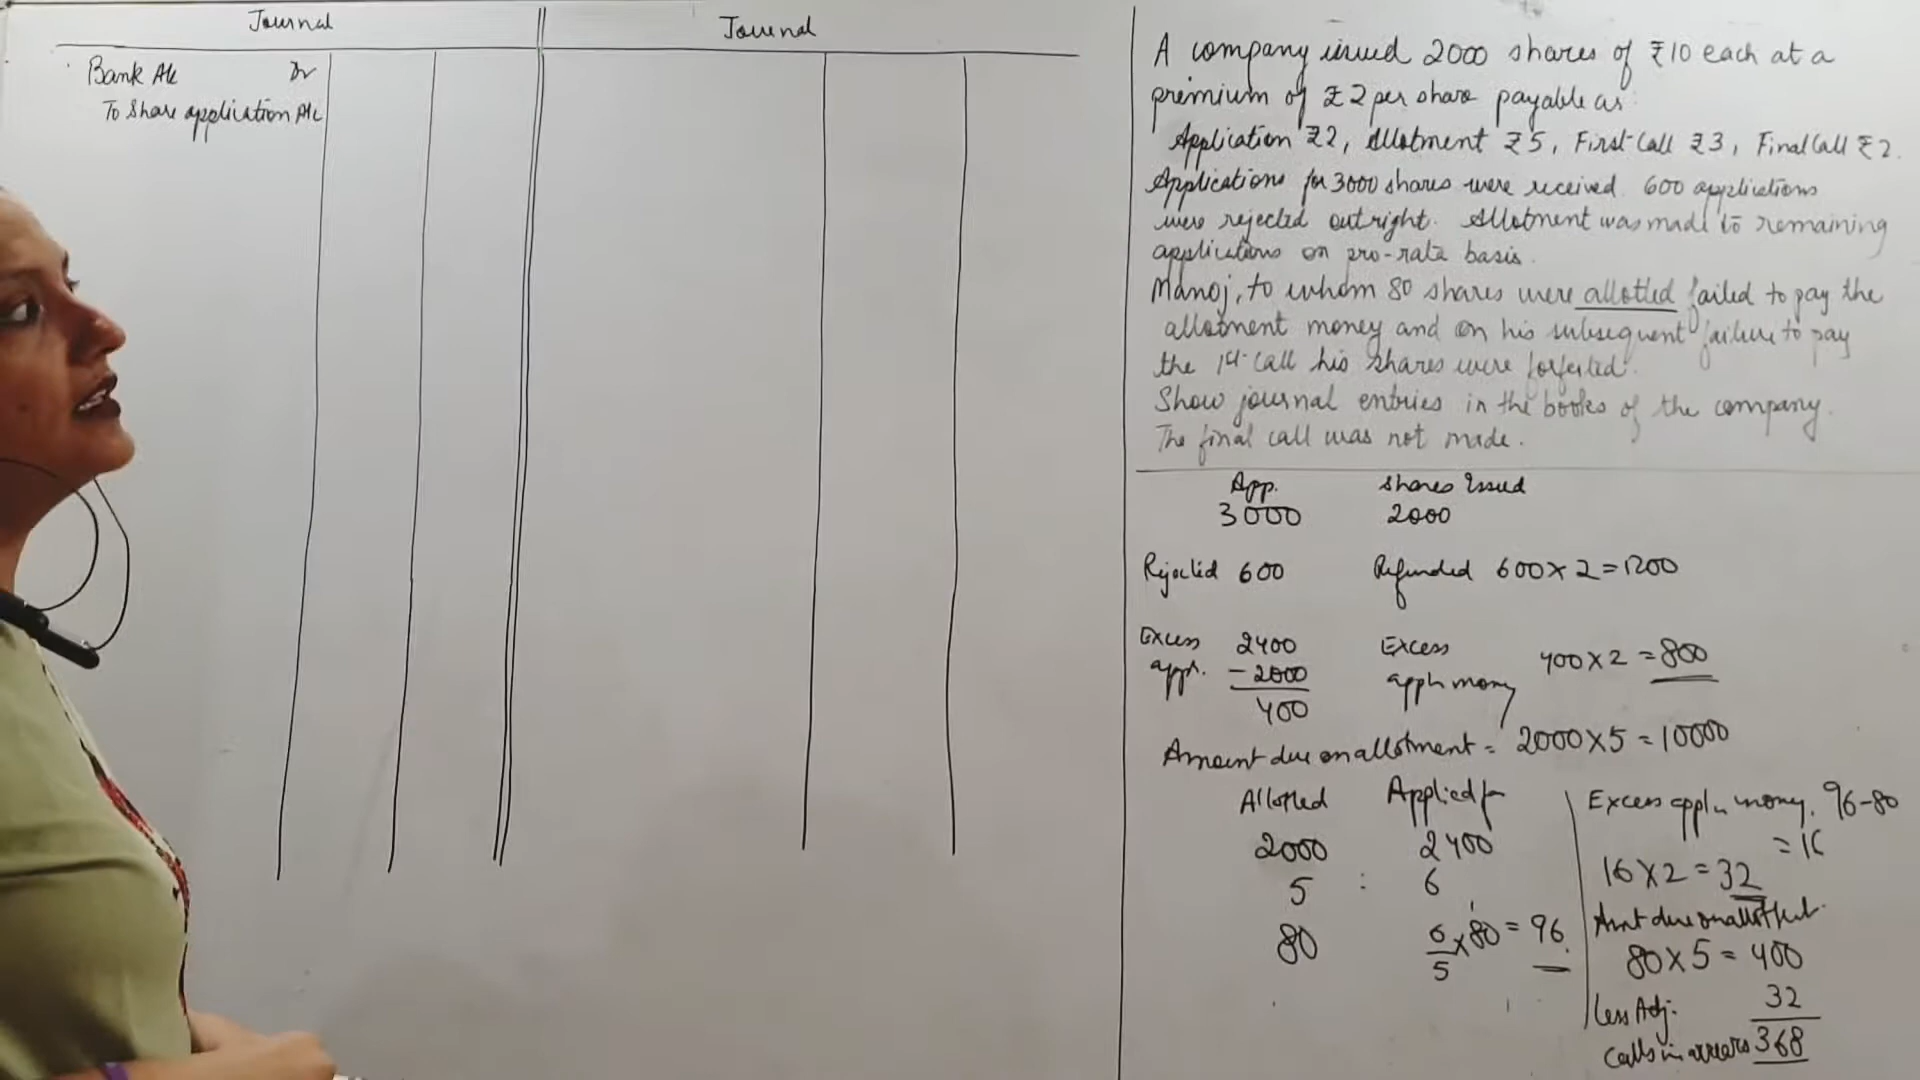 Journal
Bank A/c Dr
To Share application A/c
Journal
A company issued 2000 shares of ₹10 each at a
premium of ₹2 per share payable as
Application ₹2, Allotment ₹5, First Call ₹3, Final Call ₹2.
Applications for 3000 shares were received. 600 applications
were rejected outright. Allotment was made to remaining
applications on pro-rata basis.
Manoj, to whom 80 shares were allotted failed to pay the
allotment money and on his subsequent failure to pay
the 1st call his shares were forfeited.
Show journal entries in the books of the company.
The final call was not made.
App. Shares Issued
3000 2000
Rejected 600 Refunded 600 x 2 = 1200
Excess 2400 Excess 400 x 2 = 800
appl. - 2000 appln money
400
Amount due on allotment = 2000 x 5 = 10000
Allotted Applied for
2000 2400
5 : 6
80 6/5 x 80 = 96
Excess appln money. 96-80
= 16
16 x 2 = 32
Amt due on allotment.
80 x 5 = 400
Less Adj. 32
Calls in arrears 368